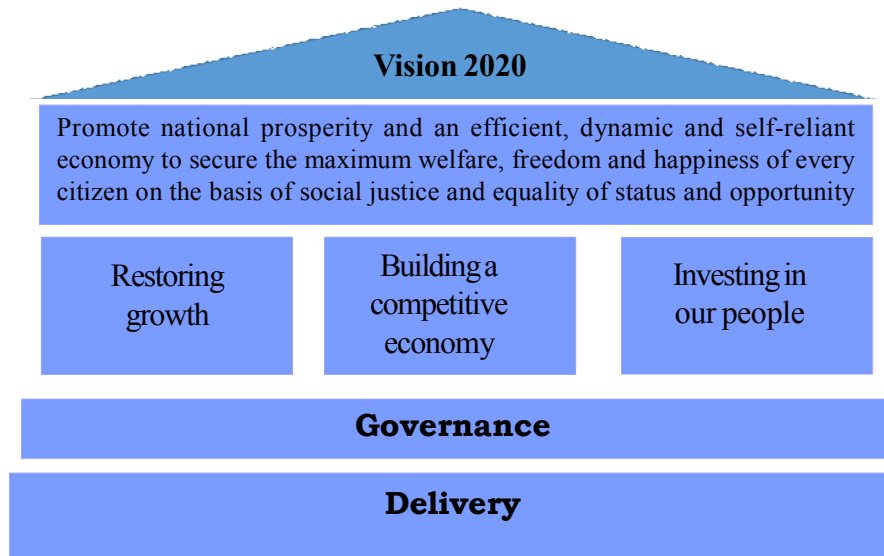 Vision 2020
Promote national prosperity and an efficient, dynamic and self-reliant
economy to secure the maximum welfare, freedom and happiness of every
citizen on the basis of social justice and equality of status and opportunity
Restoring
growth
Building a
competitive
economy
Investing in
our people
Governance
Delivery